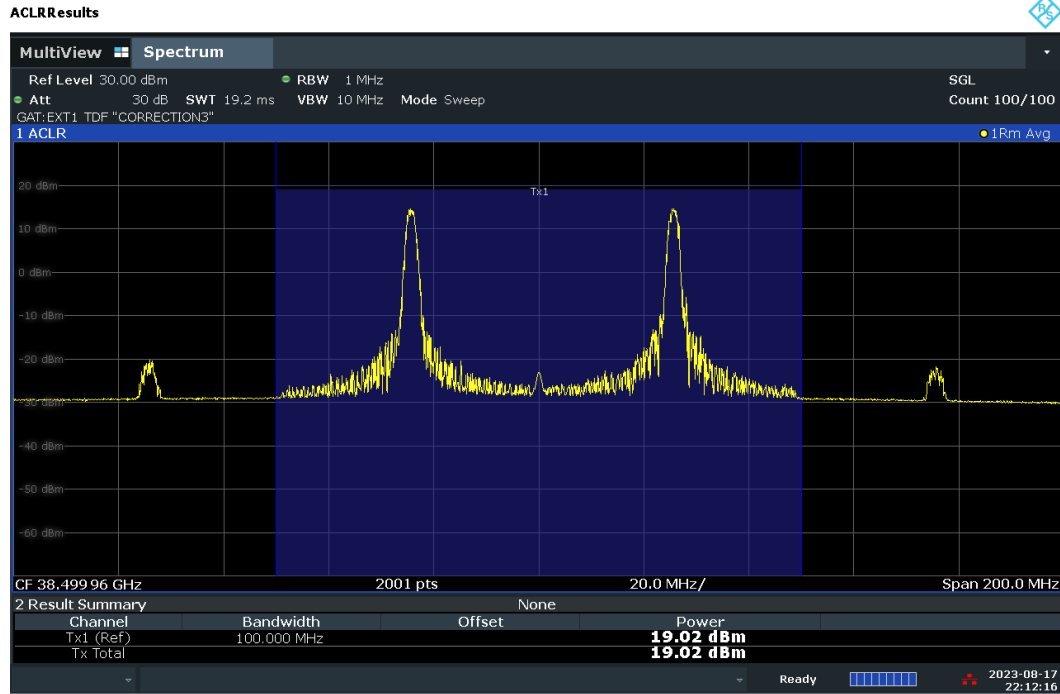 ACLRResults
R&S
MultiView Spectrum
Ref Level 30.00 dBm RBW 1 MHz SGL
Att 30 dB SWT 19.2 ms VBW 10 MHz Mode Sweep Count 100/100
GAT:EXT1 TDF "CORRECTION3"
1 ACLR 1Rm Avg
Tx1
20 dBm
10 dBm
0 dBm
-10 dBm
-20 dBm
-30 dBm
-40 dBm
-50 dBm
-60 dBm
CF 38.49996 GHz 2001 pts 20.0 MHz/ Span 200.0 MHz
2 Result Summary None
Channel Bandwidth Offset Power
Tx1 (Ref) 100.000 MHz 19.02 dBm
Tx Total 19.02 dBm
Ready 2023-08-17
22:12:16